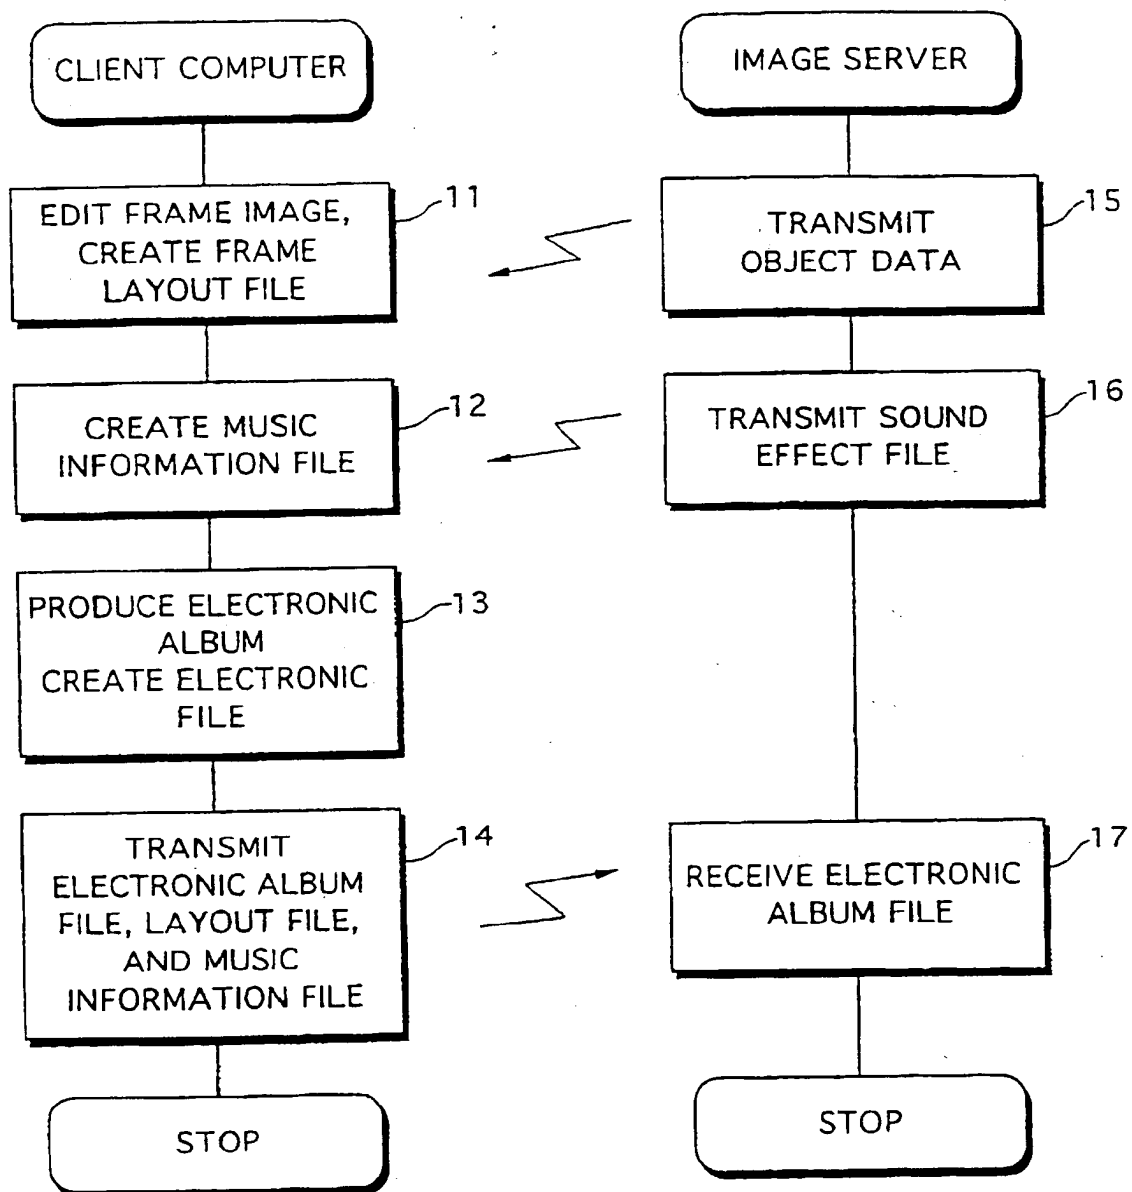 CLIENT COMPUTER
EDIT FRAME IMAGE,
CREATE FRAME
LAYOUT FILE
11
CREATE MUSIC
INFORMATION FILE
12
PRODUCE ELECTRONIC
ALBUM
CREATE ELECTRONIC
FILE
13
TRANSMIT
ELECTRONIC ALBUM
FILE, LAYOUT FILE,
AND MUSIC
INFORMATION FILE
14
STOP
IMAGE SERVER
TRANSMIT
OBJECT DATA
15
TRANSMIT SOUND
EFFECT FILE
16
RECEIVE ELECTRONIC
ALBUM FILE
17
STOP